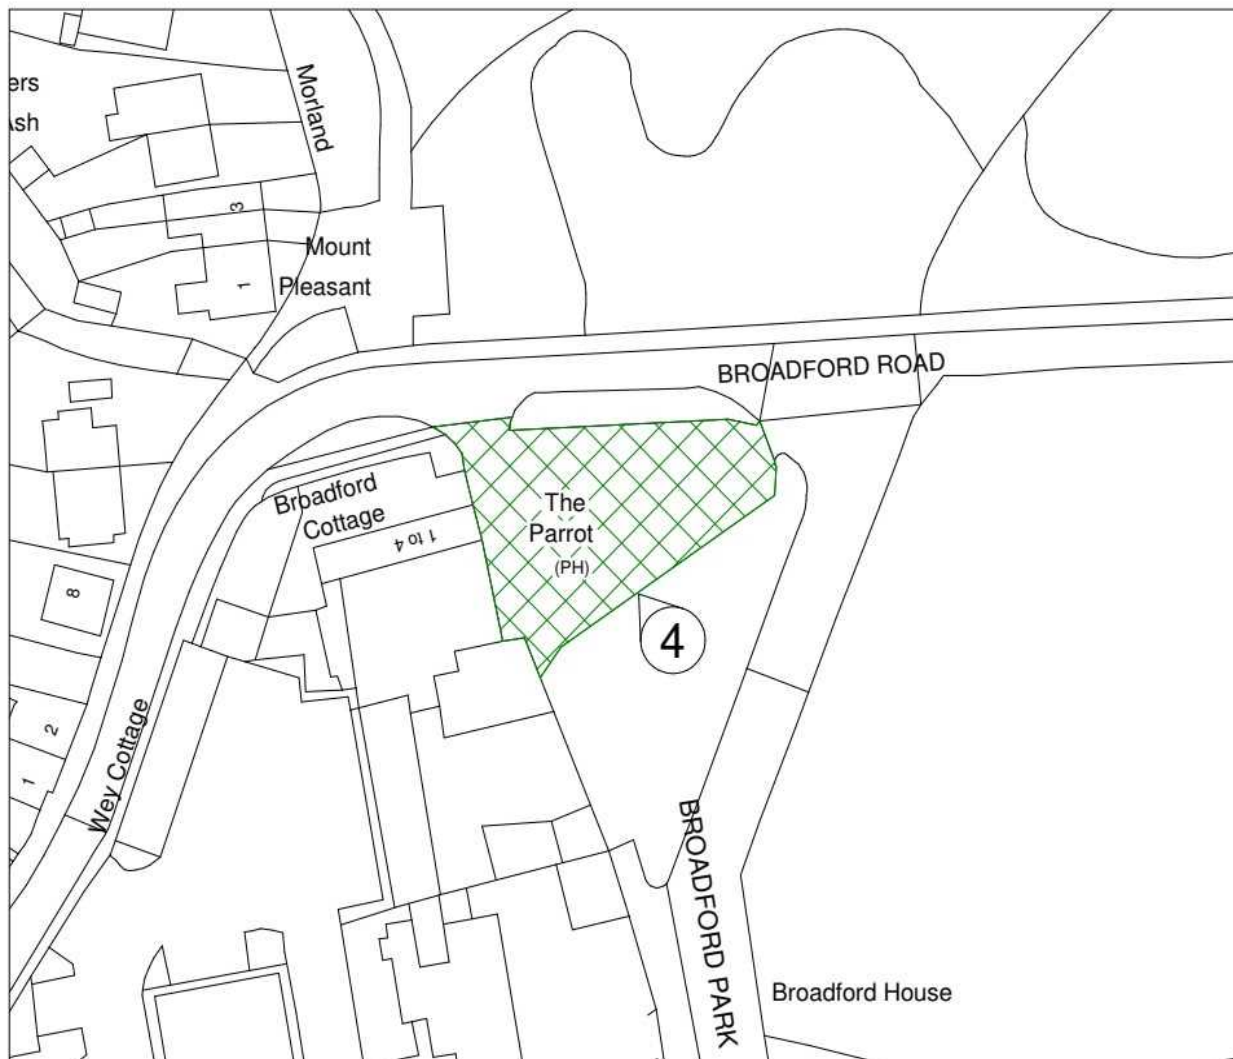 ers
Ash
Morland
3
Mount
1
Pleasant
BROADFORD ROAD
Broadford
Cottage
1 to 4
The
Parrot
(PH)
8
4
2
1
Wey Cottage
BROADFORD PARK
Broadford House